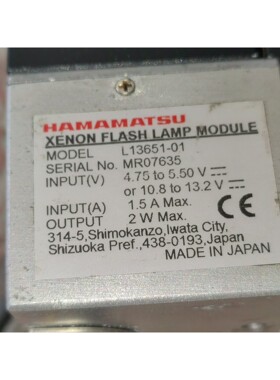 HAMAMATSU
XENON FLASH LAMP MODULE
MODEL L13651-01
SERIAL No. MR07635
INPUT(V) 4.75 to 5.50 V
or 10.8 to 13.2 V
INPUT(A) 1.5 A Max.
OUTPUT 2 W Max. CE
314-5,Shimokanzo,Iwata City,
Shizuoka Pref.,438-0193,Japan
MADE IN JAPAN